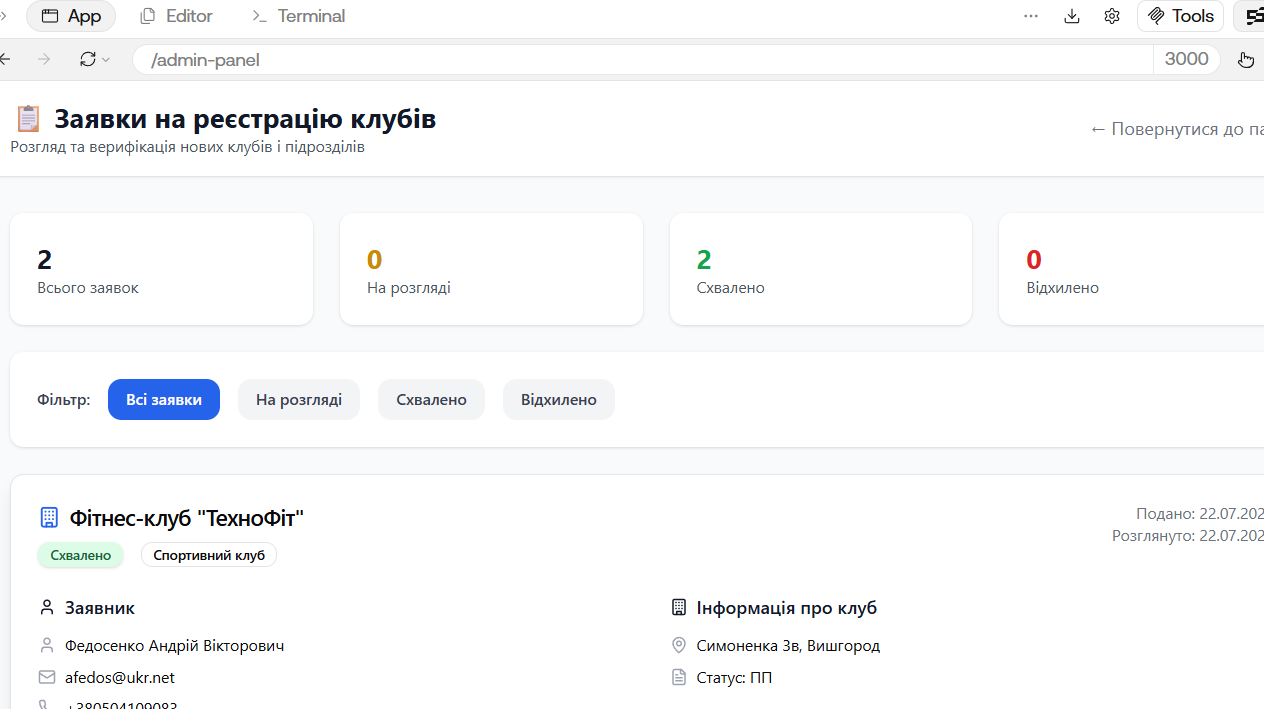 App Editor Terminal Tools
/admin-panel 3000
Заявки на реєстрацію клубів
Розгляд та верифікація нових клубів і підрозділів
← Повернутися до
2 0 2 0
Всього заявок На розгляді Схвалено Відхилено
Фільтр: Всі заявки На розгляді Схвалено Відхилено
Фітнес-клуб "ТехноФіт"
Подано: 22.07.202
Схвалено Спортивний клуб
Розглянуто: 22.07.202
Заявник
Інформація про клуб
Федосенко Андрій Вікторович
Симоненка 3в, Вишгород
afedos@ukr.net
Статус: ПП
+380504109083